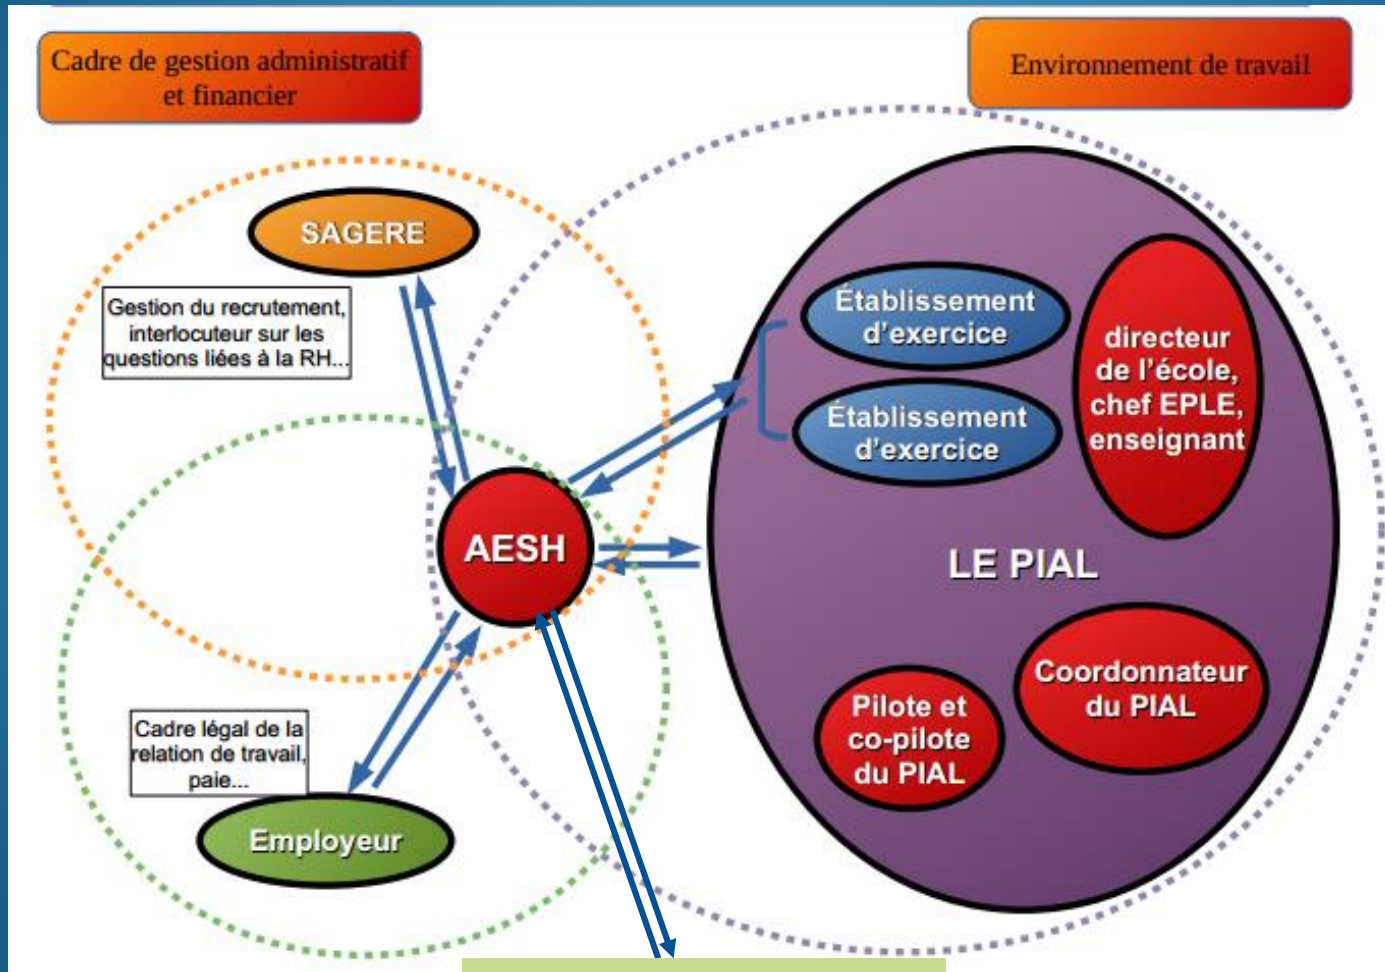 Cadre de gestion administratif
et financier
Environnement de travail
SAGERE
Gestion du recrutement,
interlocuteur sur les
questions liées à la RH...
Établissement
d'exercice
Établissement
d'exercice
directeur
de l'école,
chef EPLE,
enseignant
AESH
LE PIAL
Coordonnateur
du PIAL
Pilote et
co-pilote
du PIAL
Cadre légal de la
relation de travail,
paie...
Employeur